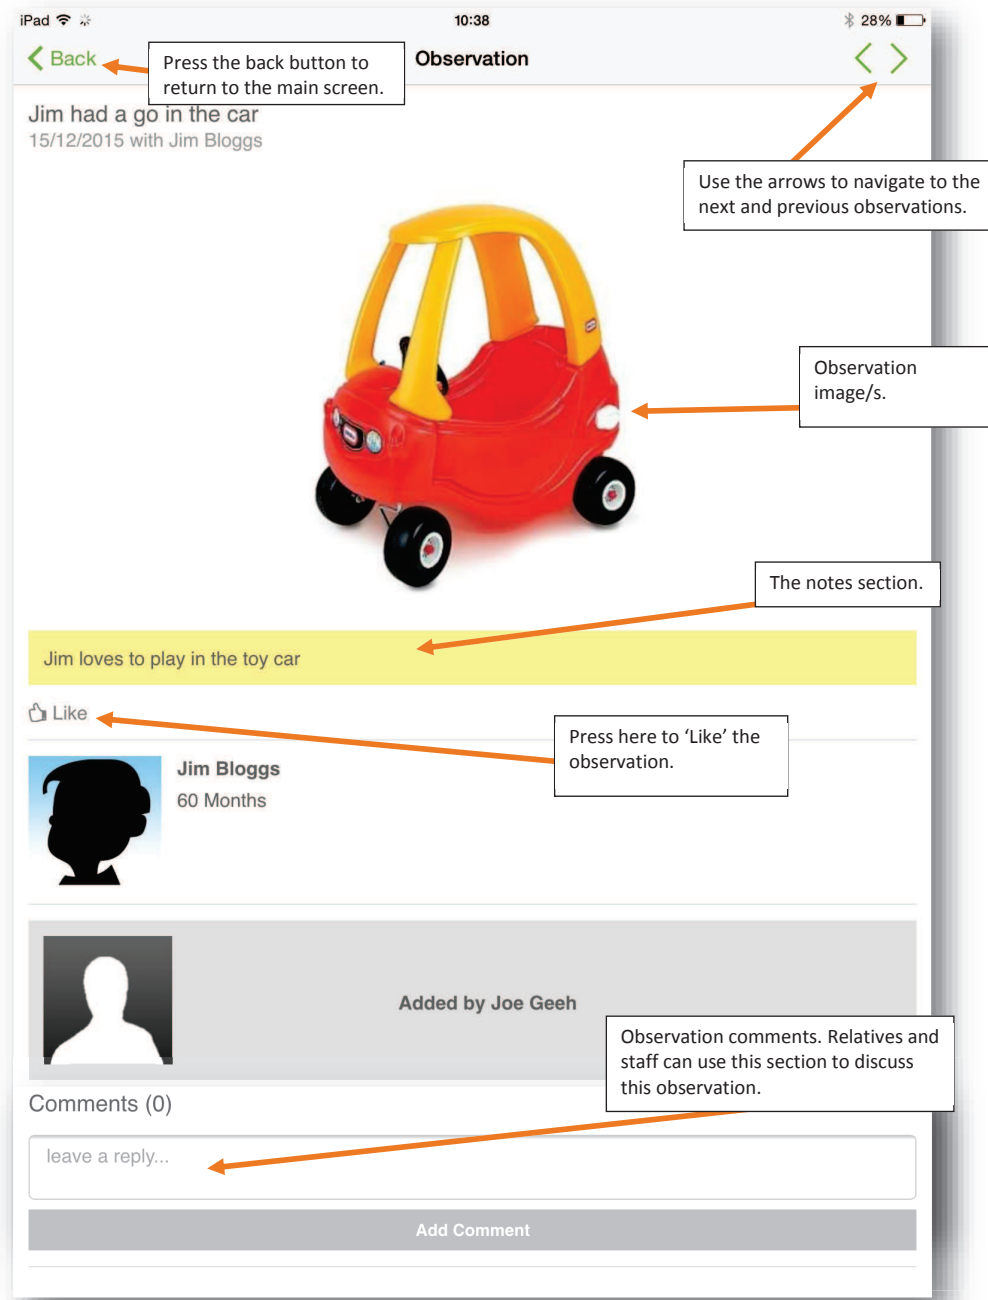 iPad 10:38 28%
Back
Observation
Press the back button to
return to the main screen.
Jim had a go in the car
15/12/2015 with Jim Bloggs
Use the arrows to navigate to the
next and previous observations.
Observation
image/s.
The notes section.
Jim loves to play in the toy car
Like
Press here to ‘Like’ the
observation.
Jim Bloggs
60 Months
Added by Joe Geeh
Observation comments. Relatives and
staff can use this section to discuss
this observation.
Comments (0)
leave a reply...
Add Comment